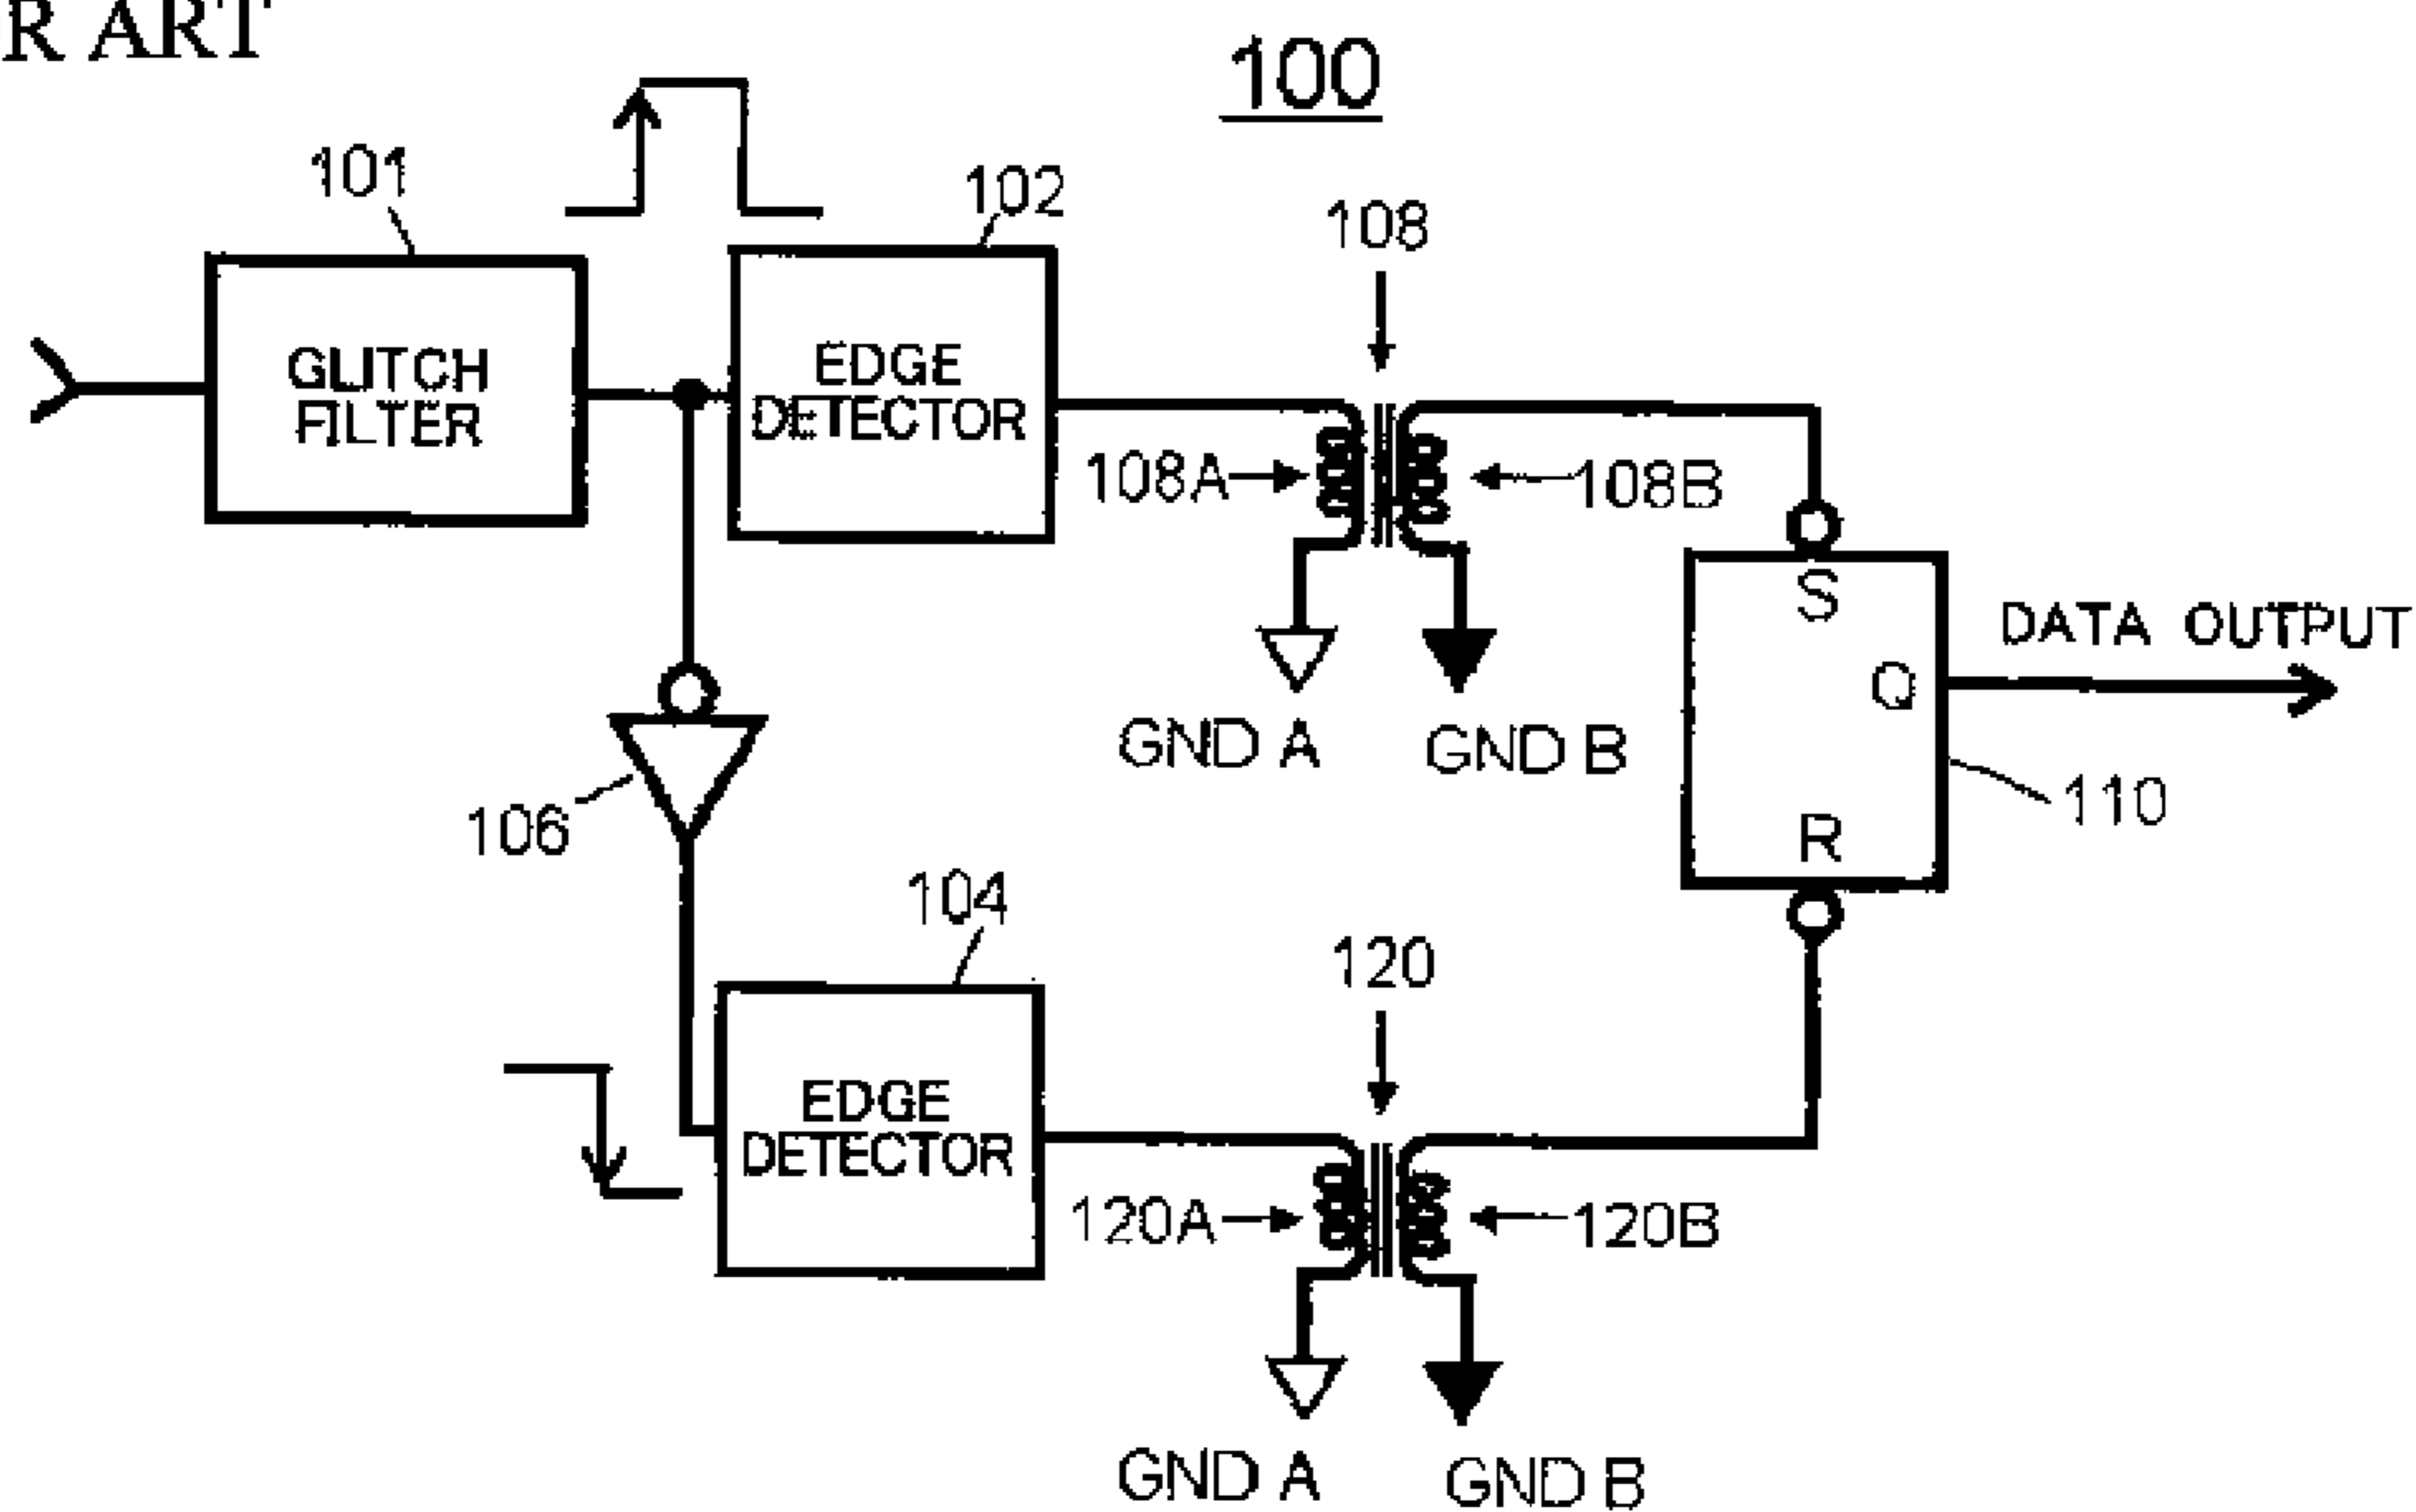 R ART
100
101
102
108
GLITCH
FILTER
EDGE
DETECTOR
108A
108B
S
DATA OUTPUT
Q
GND A
GND B
106
110
R
104
120
EDGE
DETECTOR
120A
120B
GND A
GND B